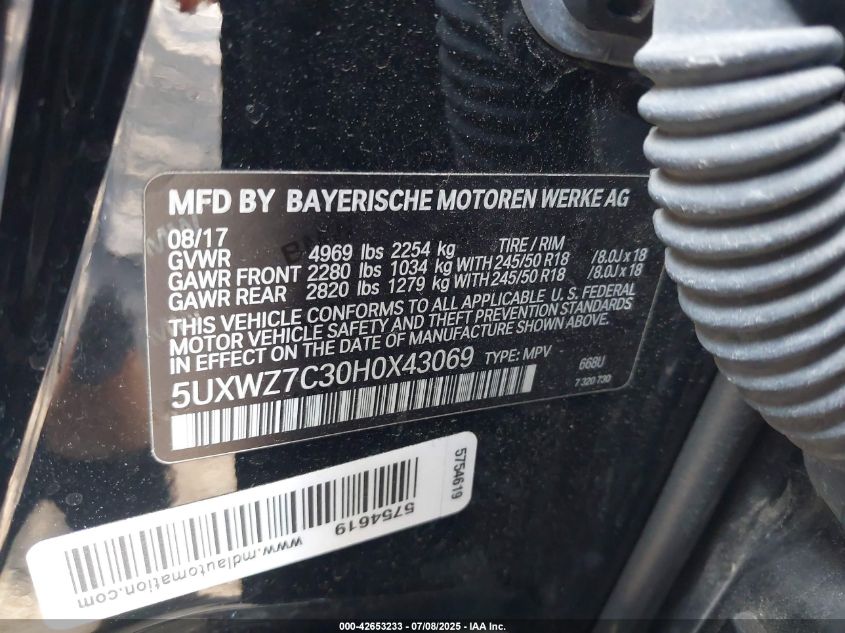 MFD BY BAYERISCHE MOTOREN WERKE AG
08/17 TIRE / RIM
GVWR 4969 lbs 2254 kg
GAWR FRONT 2280 lbs 1034 kg WITH 245/50 R18 /8.0J x 18
GAWR REAR 2820 lbs 1279 kg WITH 245/50 R18 /8.0J x 18
THIS VEHICLE CONFORMS TO ALL APPLICABLE U.S. FEDERAL
MOTOR VEHICLE SAFETY AND THEFT PREVENTION STANDARDS
IN EFFECT ON THE DATE OF MANUFACTURE SHOWN ABOVE.
5UXWZ7C30H0X43069 TYPE: MPV 668U
7 320 730
5754619
5754619
www.mdlautomation.com
000-42653233 - 07/08/2025 - IAA Inc.